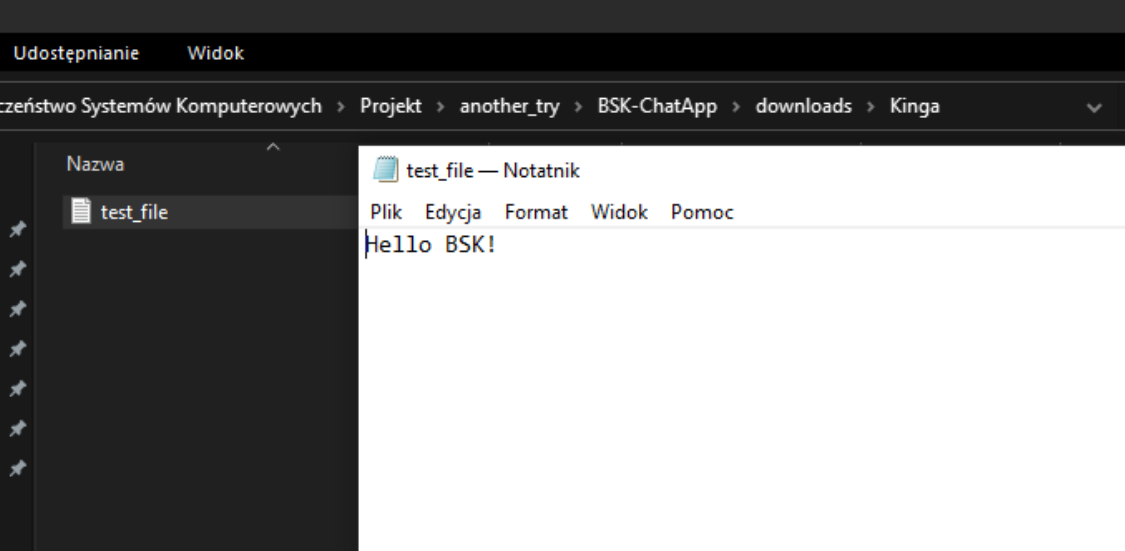 Udostępnianie Widok
czeństwo Systemów Komputerowych > Projekt > another_try > BSK-ChatApp > downloads > Kinga
Nazwa
test_file
test_file — Notatnik
Plik Edycja Format Widok Pomoc
Hello BSK!